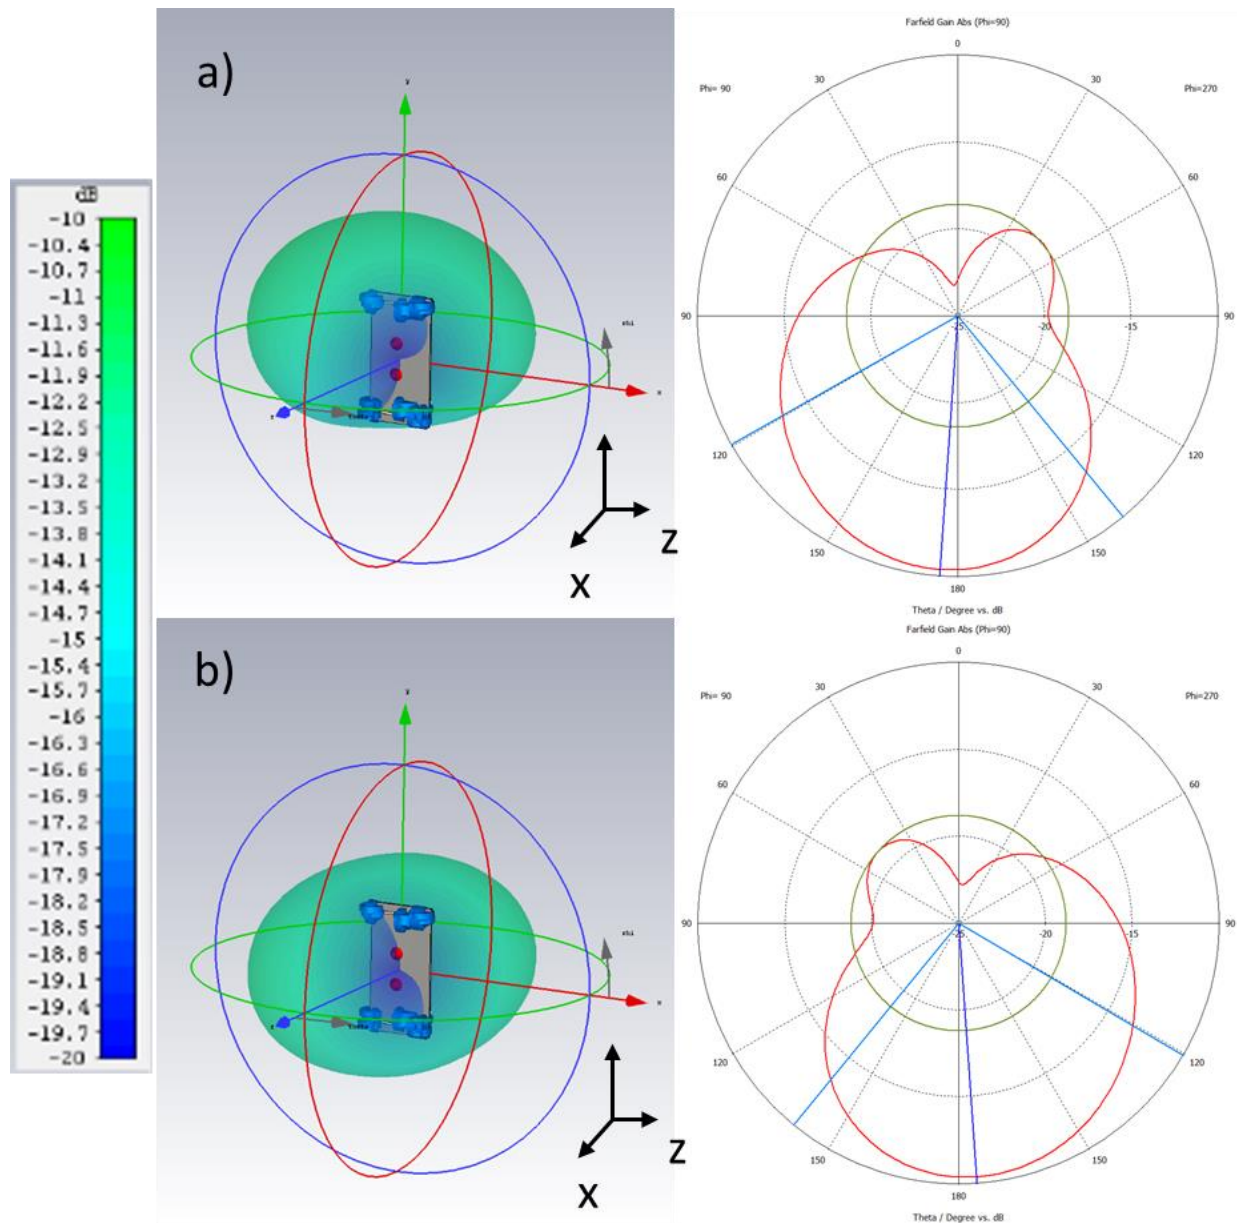 dB
-10
-10.4
-10.7
-11
-11.3
-11.6
-11.9
-12.2
-12.5
-12.9
-13.2
-13.5
-13.8
-14.1
-14.4
-14.7
-15
-15.4
-15.7
-16
-16.3
-16.6
-16.9
-17.2
-17.5
-17.9
-18.2
-18.5
-18.8
-19.1
-19.4
-19.7
-20
a)
y
phi
x
z
Theta
Z
X
Farfield Gain Abs (Phi=90)
0
30 30
Phi= 90 Phi=270
60 60
90 -25 -20 -15 90
120 120
150 150
180
Theta / Degree vs. dB
b)
y
phi
x
z
Theta
Z
X
Farfield Gain Abs (Phi=90)
0
30 30
Phi= 90 Phi=270
60 60
90 -25 -20 -15 90
120 120
150 150
180
Theta / Degree vs. dB